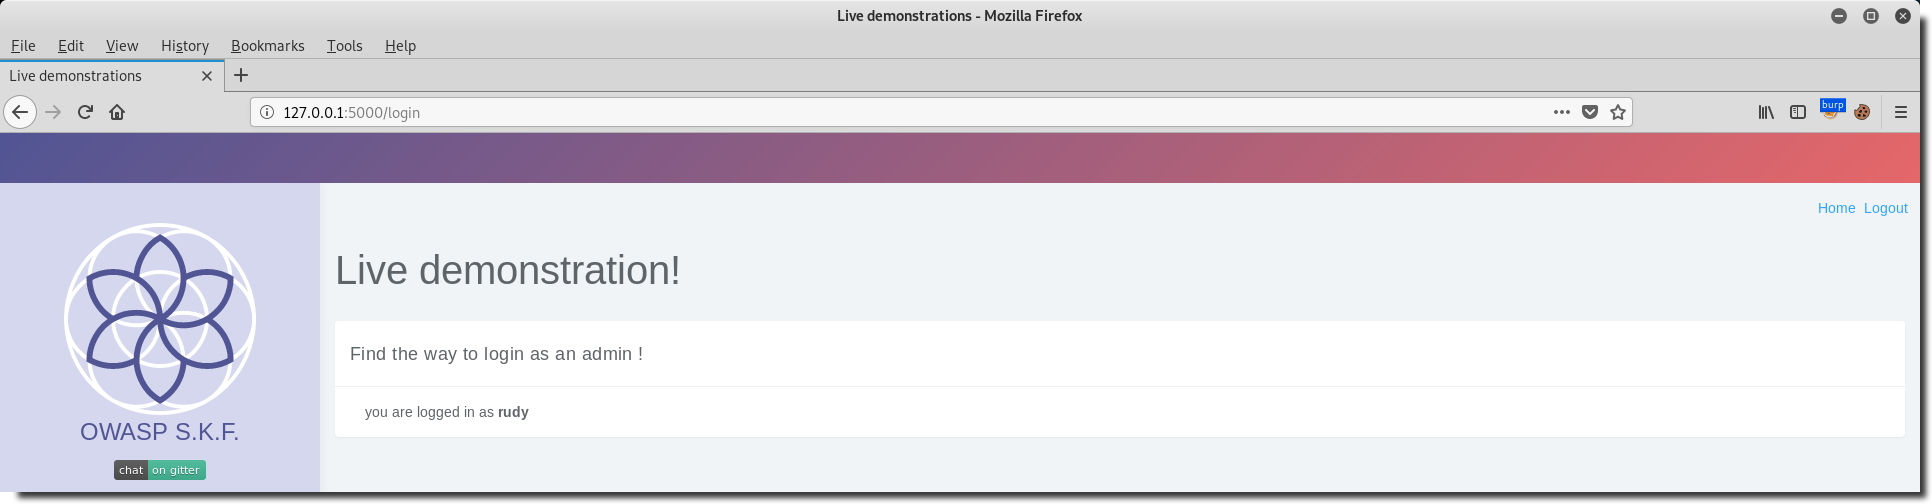 Live demonstrations - Mozilla Firefox
File Edit View History Bookmarks Tools Help
Live demonstrations
127.0.0.1:5000/login
burp
Home Logout
Live demonstration!
Find the way to login as an admin !
you are logged in as rudy
OWASP S.K.F.
chat on gitter